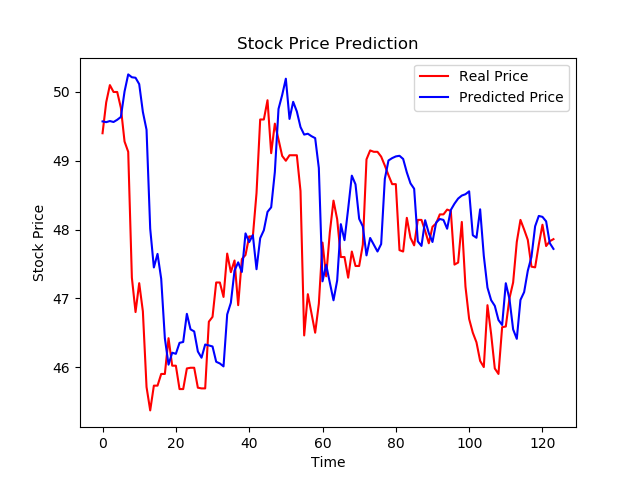 Stock Price Prediction
Real Price
Predicted Price
Stock Price
50
49
48
47
46
0 20 40 60 80 100 120
Time